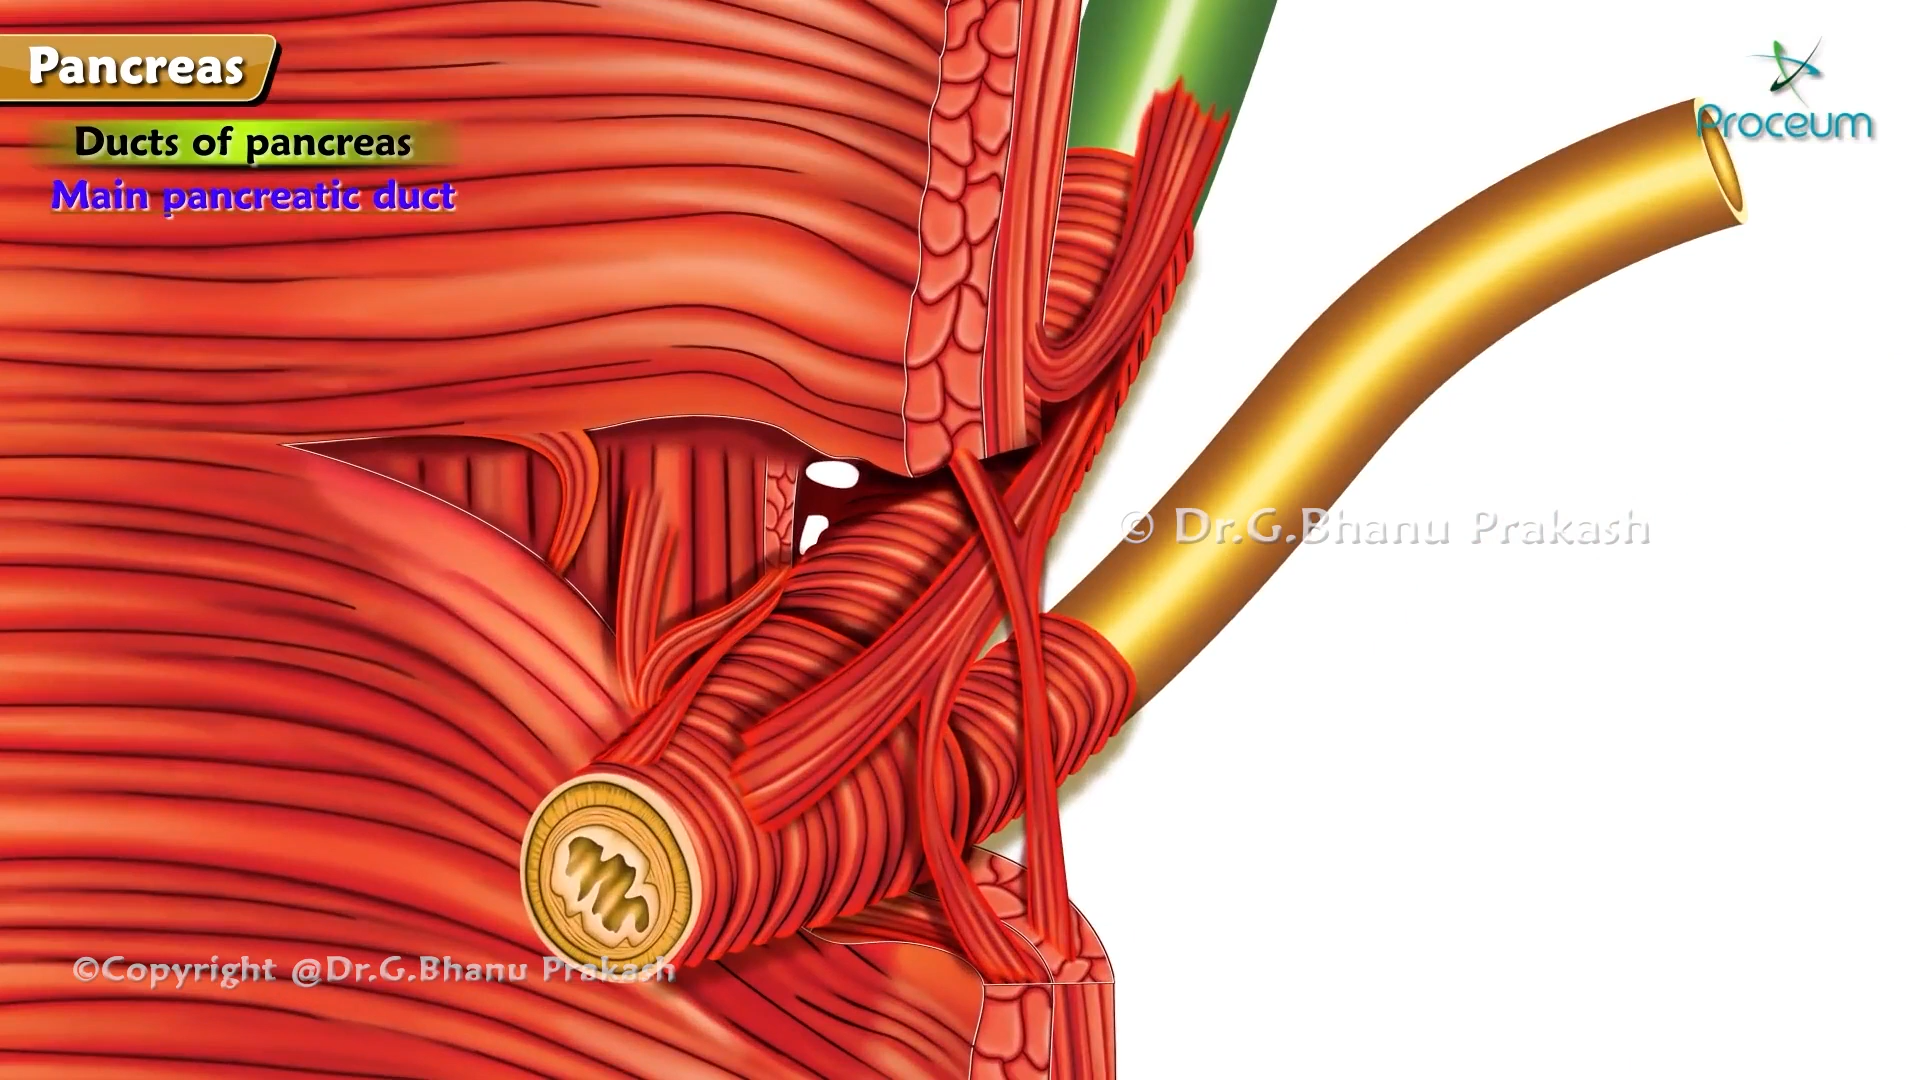 Pancreas
Proceum
Ducts of pancreas
Main pancreatic duct
© Dr.G.Bhanu Prakash
©Copyright @Dr.G.Bhanu Prakash